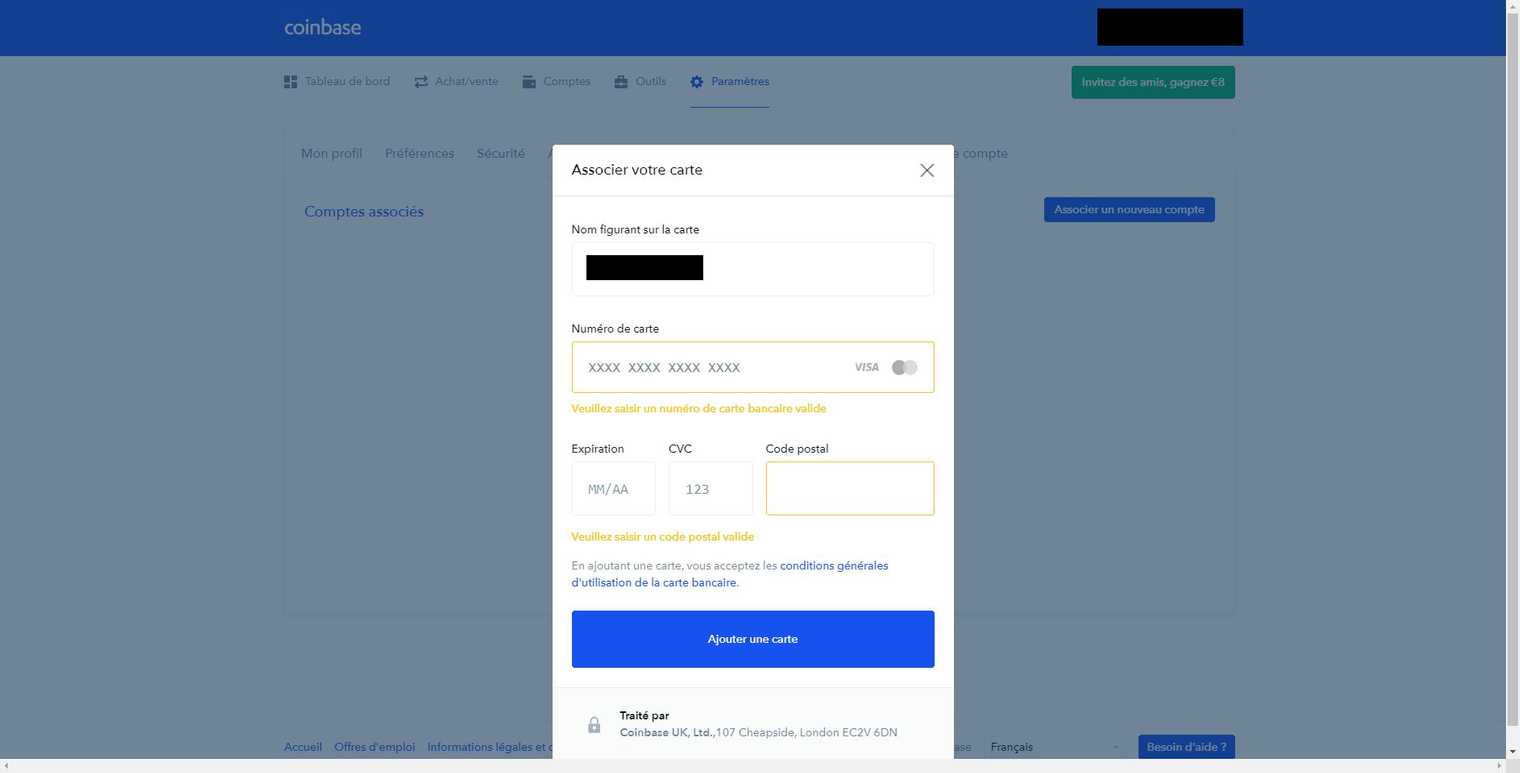 coinbase
Tableau de bord
Achat/vente
Comptes
Outils
Paramètres
Invitez des amis, gagnez €8
Mon profil
Préférences
Sécurité
e compte
Associer votre carte
Comptes associés
Associer un nouveau compte
Nom figurant sur la carte
Numéro de carte
XXXX XXXX XXXX XXXX
VISA
Veuillez saisir un numéro de carte bancaire valide
Expiration
CVC
Code postal
MM/AA
123
Veuillez saisir un code postal valide
En ajoutant une carte, vous acceptez les conditions générales
d'utilisation de la carte bancaire.
Ajouter une carte
Traité par
Coinbase UK, Ltd.,107 Cheapside, London EC2V 6DN
Accueil
Offres d'emploi
Informations légales et c
ase
Français
Besoin d'aide ?